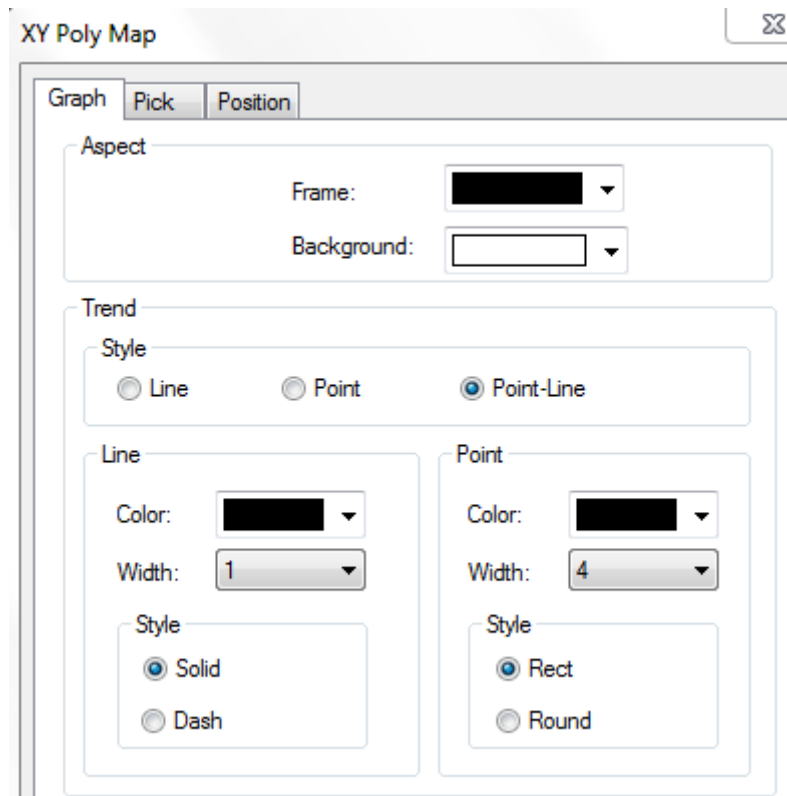 XY Poly Map
Graph Pick Position
Aspect
Frame:
Background:
Trend
Style
Line Point Point-Line
Line
Color:
Width: 1
Style
Solid
Dash
Point
Color:
Width: 4
Style
Rect
Round